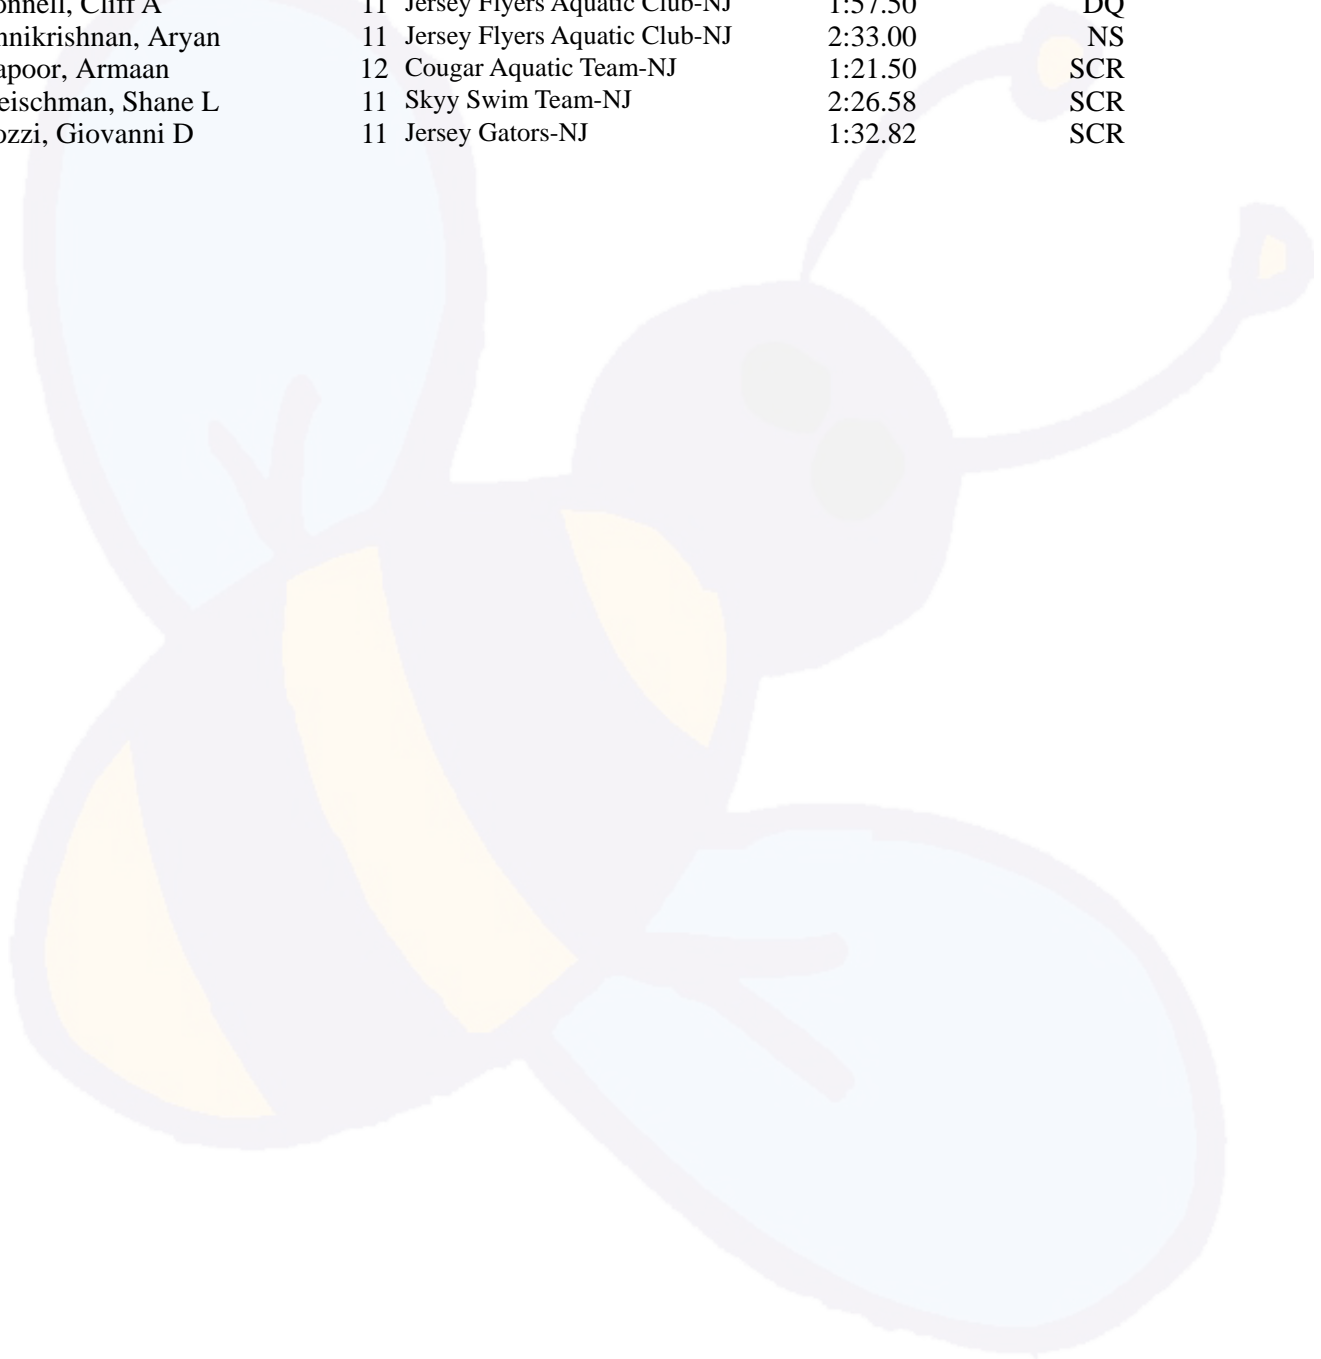 onnell, Cliff A 11 Jersey Flyers Aquatic Club-NJ 1:57.50 DQ
nnikrishnan, Aryan 11 Jersey Flyers Aquatic Club-NJ 2:33.00 NS
apoor, Armaan 12 Cougar Aquatic Team-NJ 1:21.50 SCR
eischman, Shane L 11 Skyy Swim Team-NJ 2:26.58 SCR
ozzi, Giovanni D 11 Jersey Gators-NJ 1:32.82 SCR